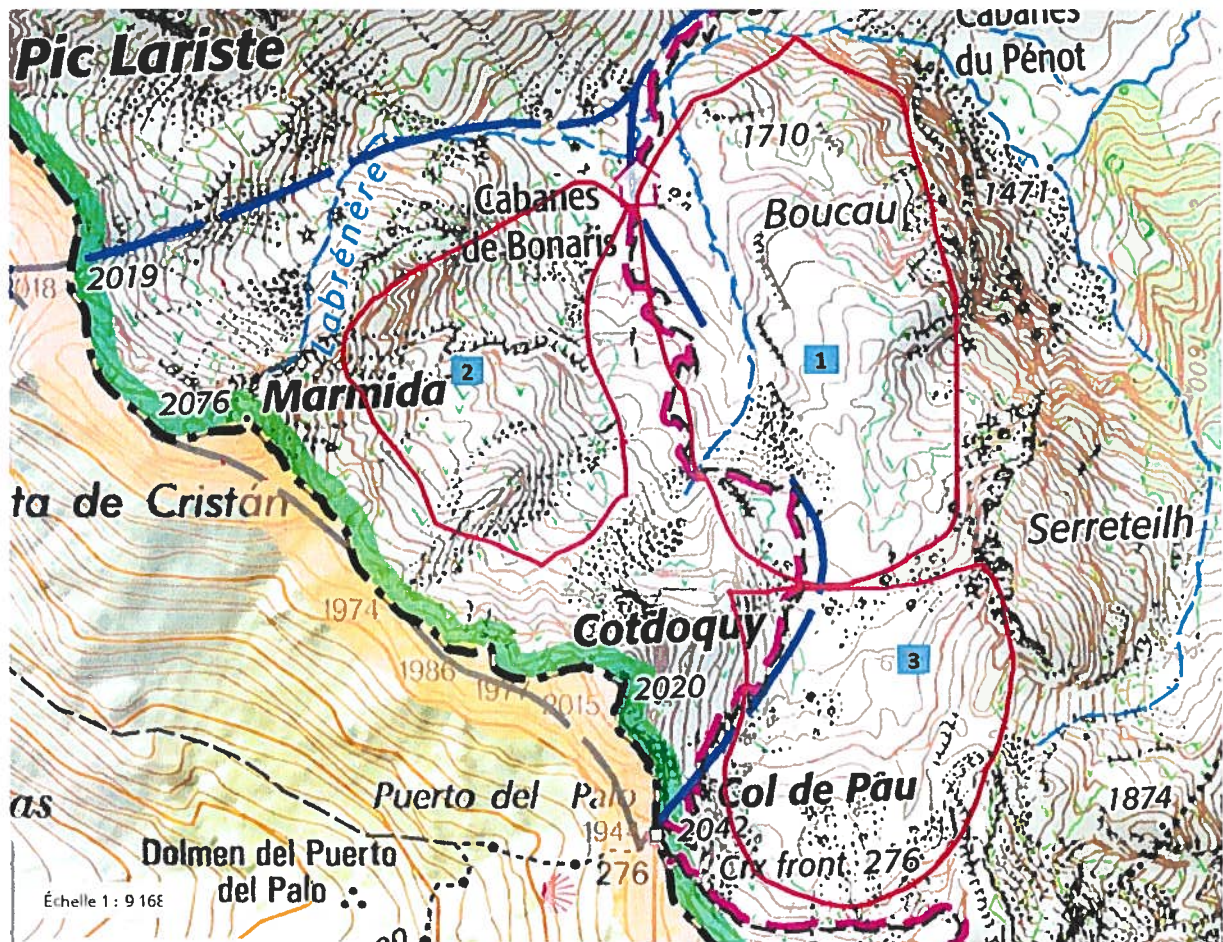 Pic Lariste
Cabanes
du Pénot
1710
Cabanes
de Bonaris
Boucau
1471
Labrénère
2019
018
1
2
2076
Marmida
ta de Cristán
Serreteilh
1974
Cotdoquy
3
1986
2020
2015
as
Puerto del Palo
Col de Pâu
1874
2042
Dolmen del Puerto
del Palo
276
Crx front. 276
Échelle 1 : 9 168